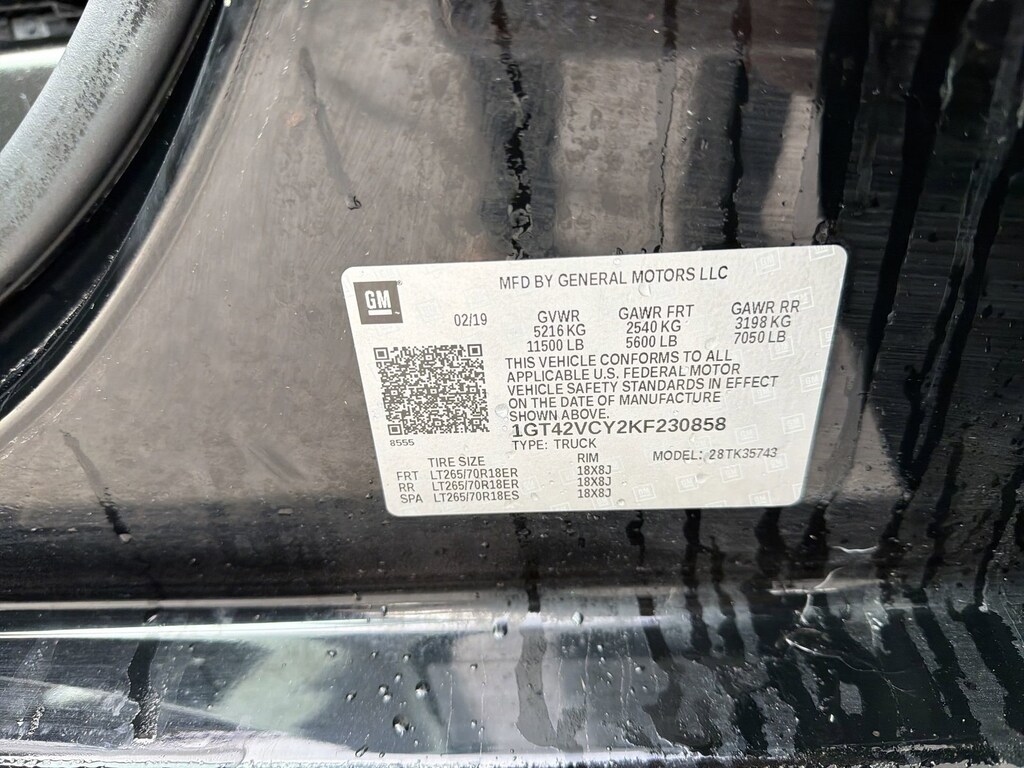 MFD BY GENERAL MOTORS LLC
GM
02/19 GVWR GAWR FRT GAWR RR
5216 KG 2540 KG 3198 KG
11500 LB 5600 LB 7050 LB
THIS VEHICLE CONFORMS TO ALL
APPLICABLE U.S. FEDERAL MOTOR
VEHICLE SAFETY STANDARDS IN EFFECT
ON THE DATE OF MANUFACTURE
SHOWN ABOVE.
1GT42VCY2KF230858
8555
TYPE: TRUCK MODEL: 28TK35743
TIRE SIZE RIM
FRT LT265/70R18ER 18X8J
RR LT265/70R18ER 18X8J
SPA LT265/70R18ES 18X8J